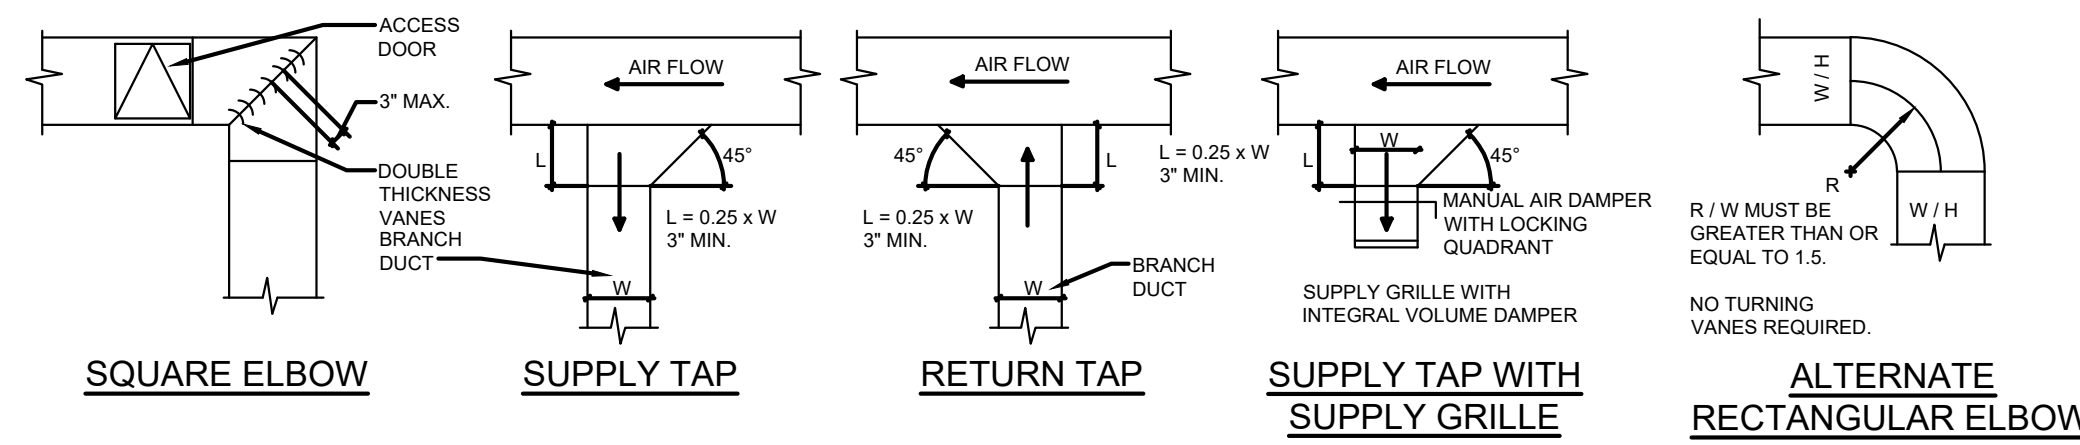 ACCESS
DOOR
3" MAX.
DOUBLE
THICKNESS
VANES
BRANCH
DUCT
SQUARE ELBOW
AIR FLOW
L
45°
L = 0.25 x W
3" MIN.
W
SUPPLY TAP
AIR FLOW
45°
L
L = 0.25 x W
3" MIN.
BRANCH
DUCT
W
RETURN TAP
L = 0.25 x W
3" MIN.
AIR FLOW
W
L
45°
MANUAL AIR DAMPER
WITH LOCKING
QUADRANT
SUPPLY GRILLE WITH
INTEGRAL VOLUME DAMPER
SUPPLY TAP WITH
SUPPLY GRILLE
W / H
R
W / H
R / W MUST BE
GREATER THAN OR
EQUAL TO 1.5.
NO TURNING
VANES REQUIRED.
ALTERNATE
RECTANGULAR ELBOW